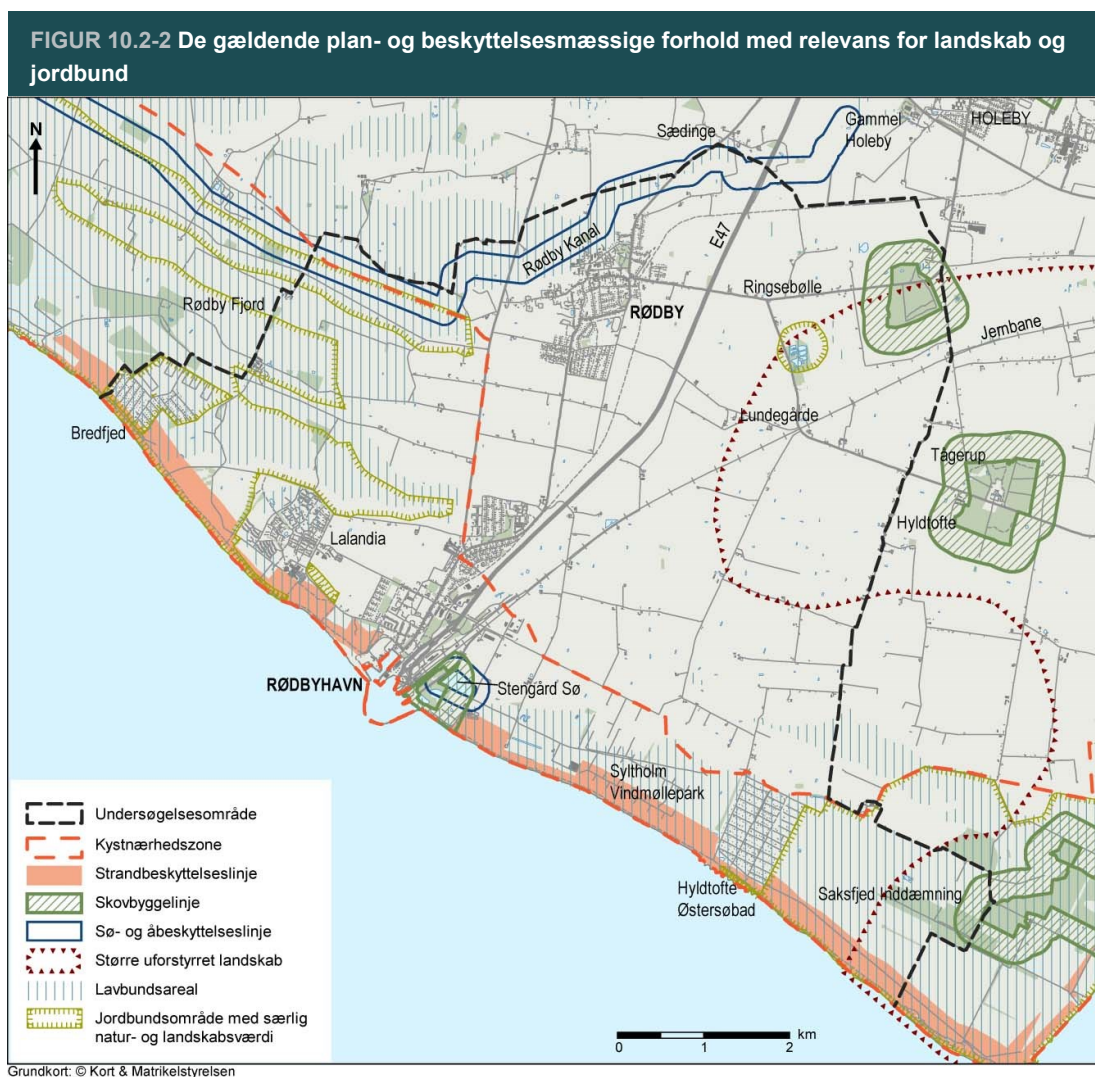 FIGUR 10.2-2 De gældende plan- og beskyttelsesmæssige forhold med relevans for landskab og
jordbund
N
Sædinge
Gammel
Holeby
HOLEBY
Rødby Kanal
E47
Rødby Fjord
RØDBY
Ringsebølle
Jernbane
Lundegårde
Bredfjed
Tågerup
Hyldtofte
Lalandia
RØDBYHAVN
Stengård Sø
Syltholm
Vindmøllepark
Hyldtofte
Østersøbad
Saksfjed Inddæmning
Undersøgelsesområde
Kystnærhedszone
Strandbeskyttelseslinje
Skovbyggelinje
Sø- og åbeskyttelseslinje
Større uforstyrret landskab
Lavbundsareal
Jordbundsområde med særlig
natur- og landskabsværdi
km
0 1 2
Grundkort: © Kort & Matrikelstyrelsen